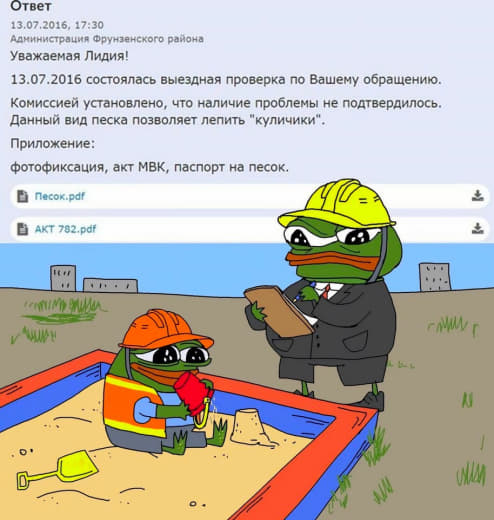 Ответ
13.07.2016, 17:30
Администрация Фрунзенского района
Уважаемая Лидия!
13.07.2016 состоялась выездная проверка по Вашему обращению.
Комиссией установлено, что наличие проблемы не подтвердилось.
Данный вид песка позволяет лепить "куличики".
Приложение:
фотофиксация, акт МВК, паспорт на песок.
Песок.pdf
АКТ 782.pdf